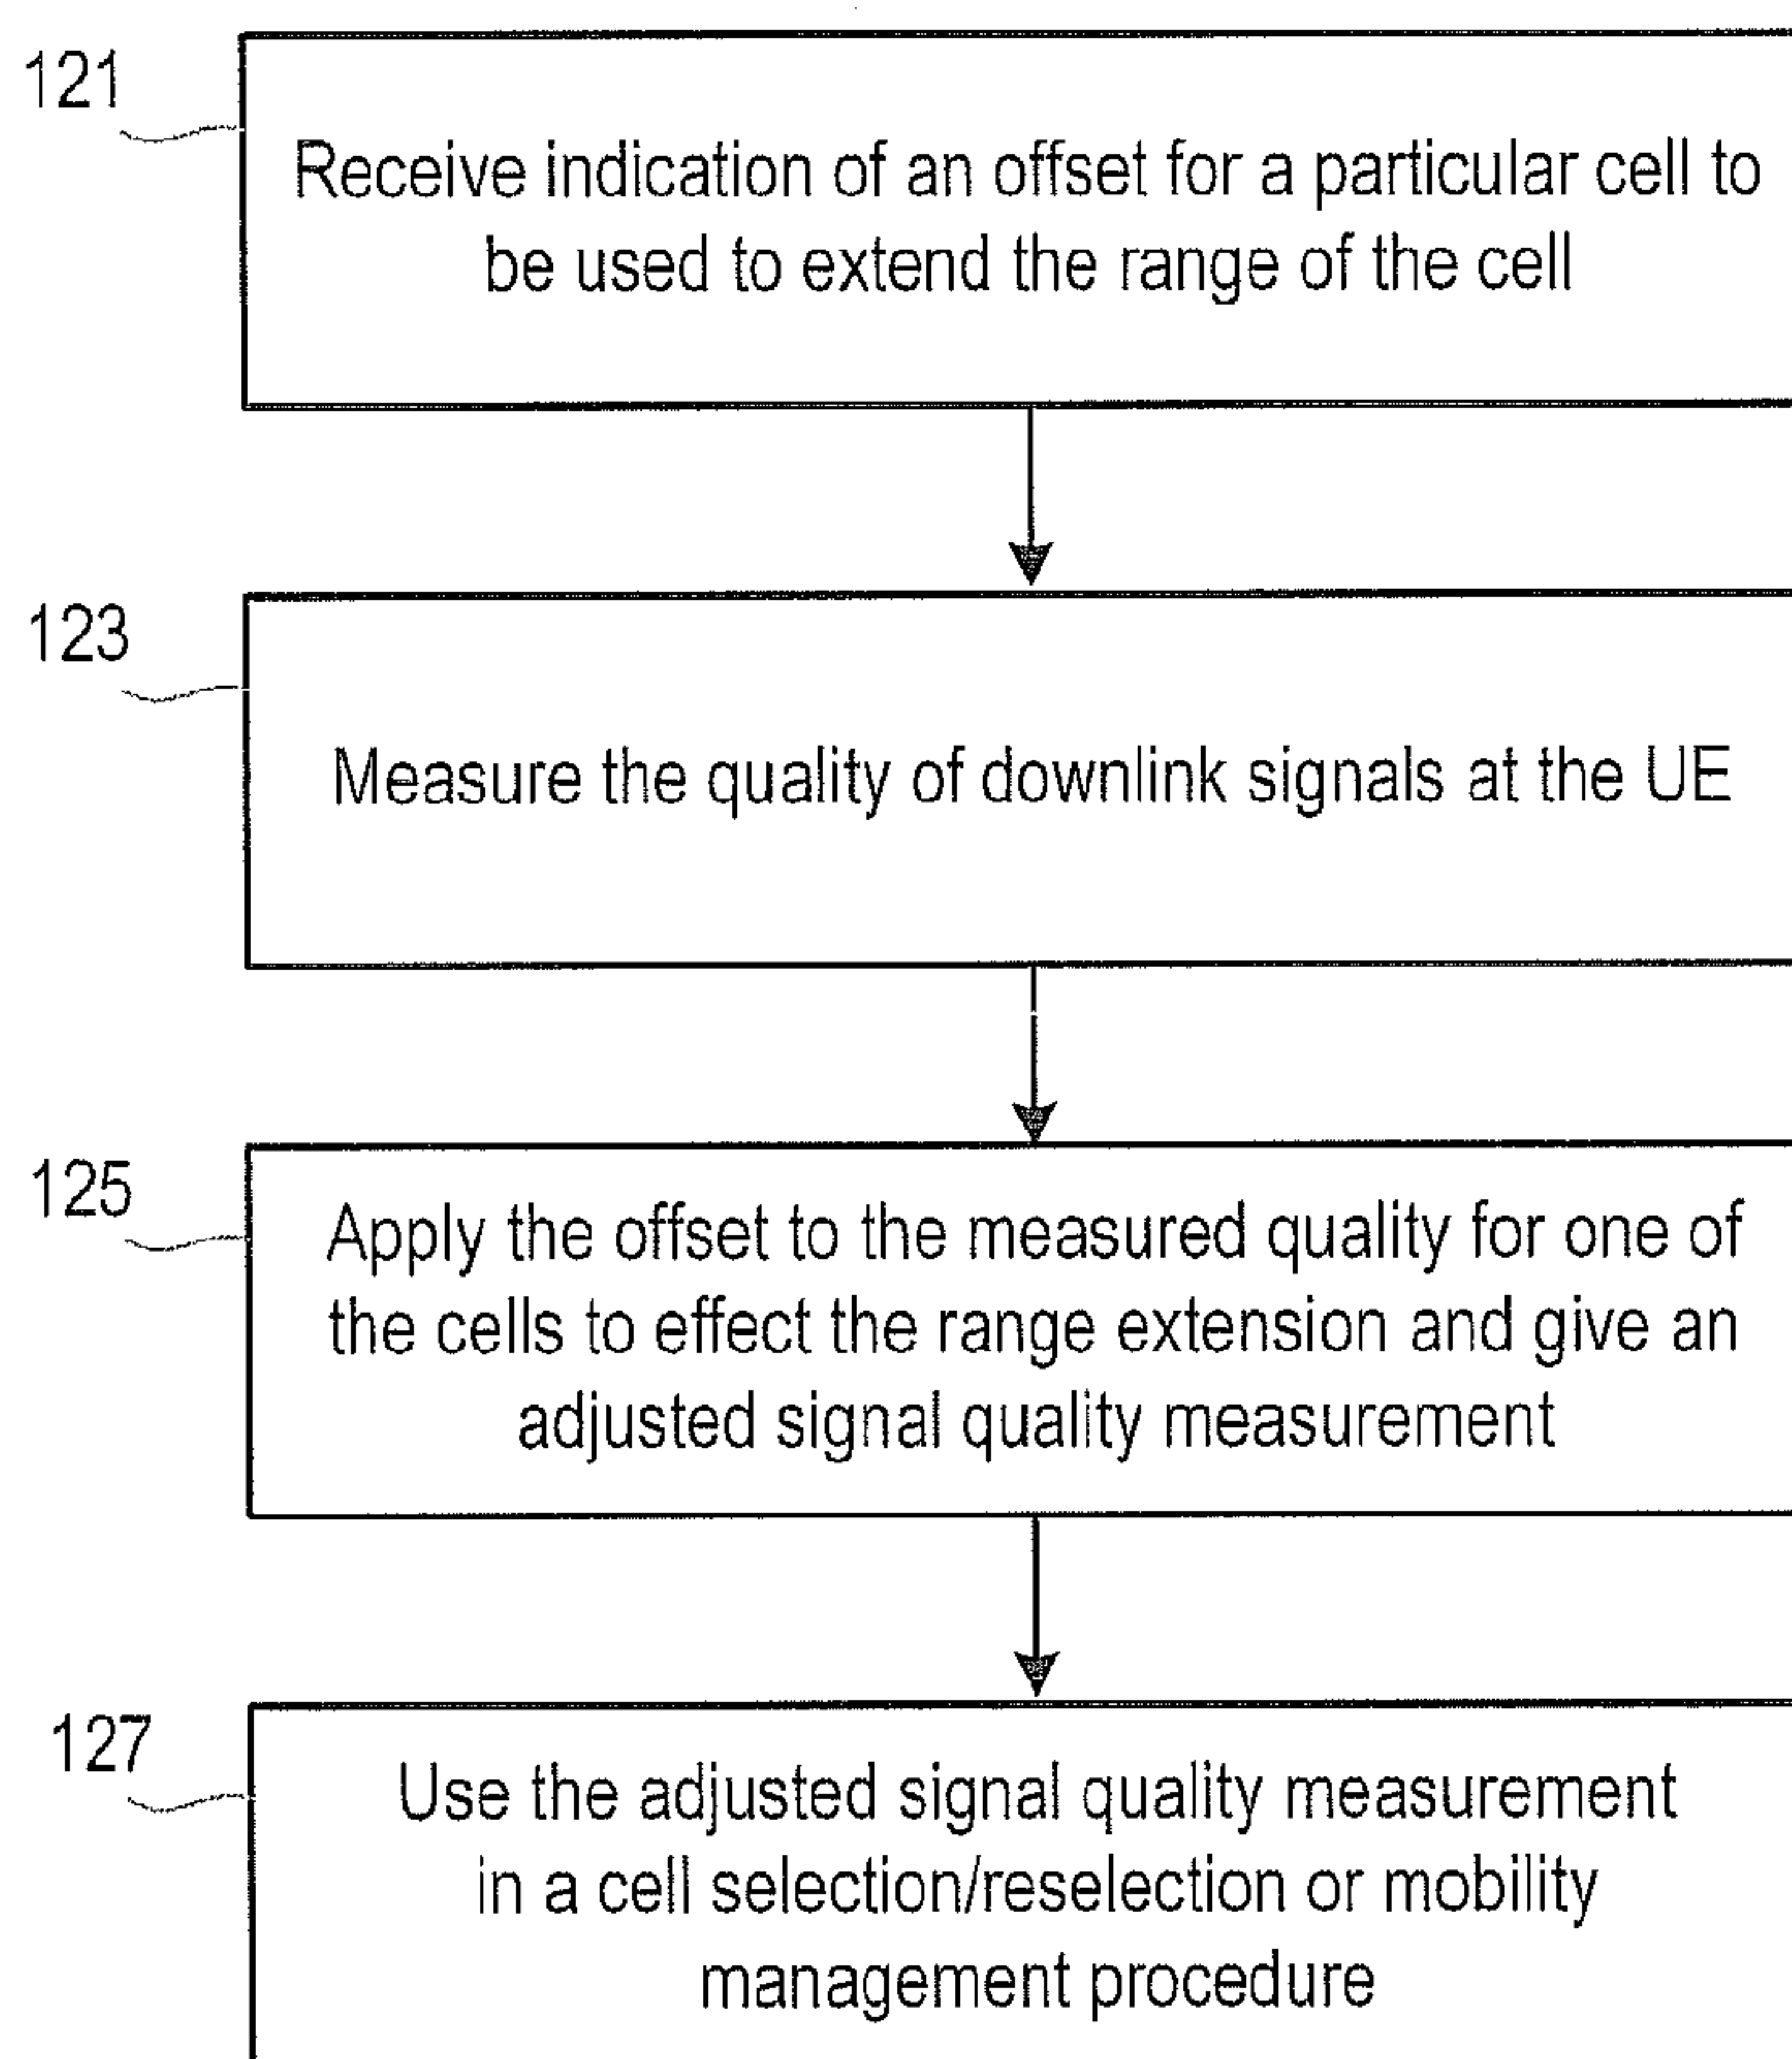 121
Receive indication of an offset for a particular cell to
be used to extend the range of the cell
123
Measure the quality of downlink signals at the UE
125
Apply the offset to the measured quality for one of
the cells to effect the range extension and give an
adjusted signal quality measurement
127
Use the adjusted signal quality measurement
in a cell selection/reselection or mobility
management procedure